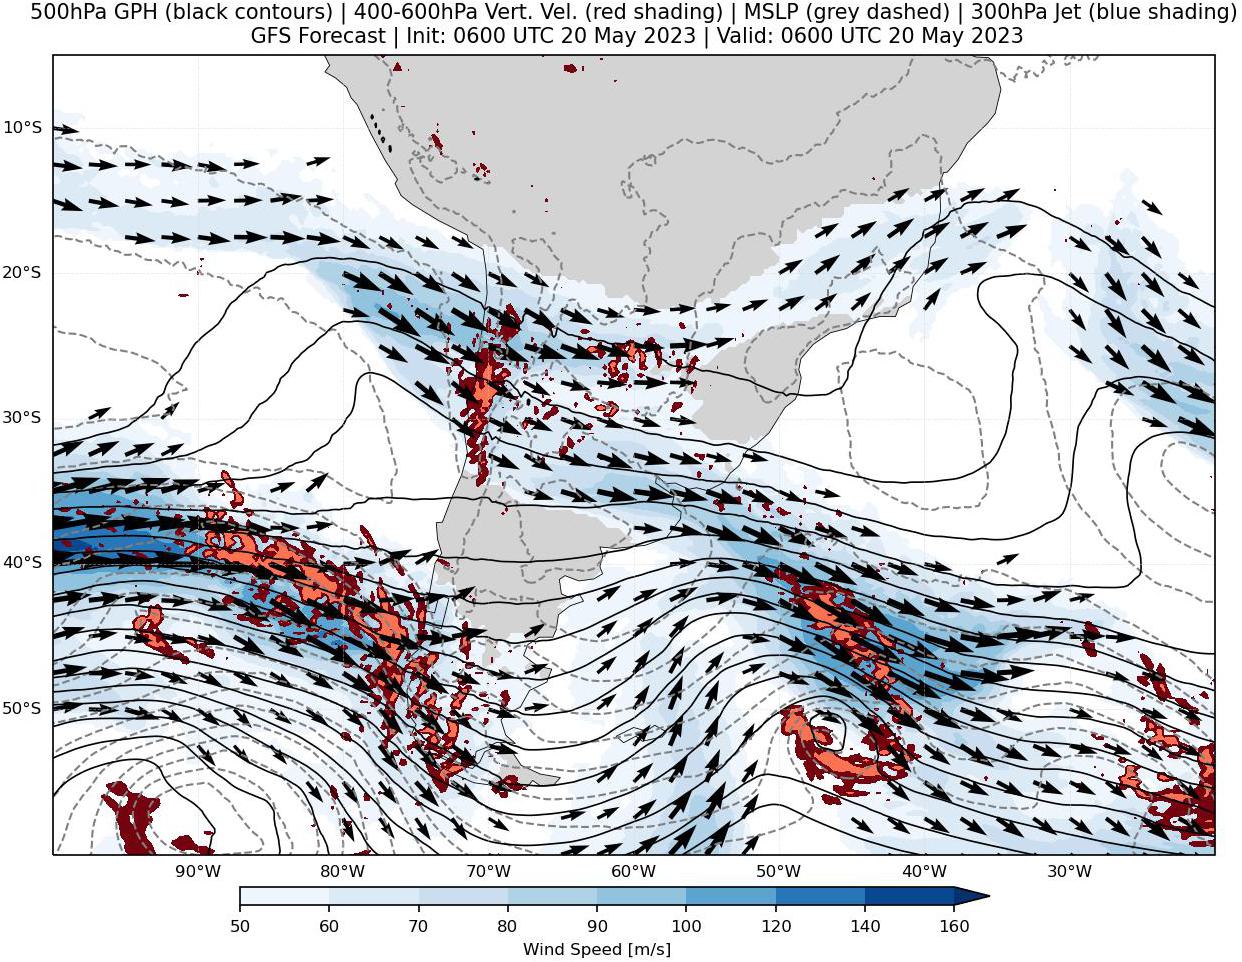 500hPa GPH (black contours) | 400-600hPa Vert. Vel. (red shading) | MSLP (grey dashed) | 300hPa Jet (blue shading)
GFS Forecast | Init: 0600 UTC 20 May 2023 | Valid: 0600 UTC 20 May 2023
10°S
20°S
30°S
40°S
50°S
90°W 80°W 70°W 60°W 50°W 40°W 30°W
50 60 70 80 90 100 120 140 160
Wind Speed [m/s]